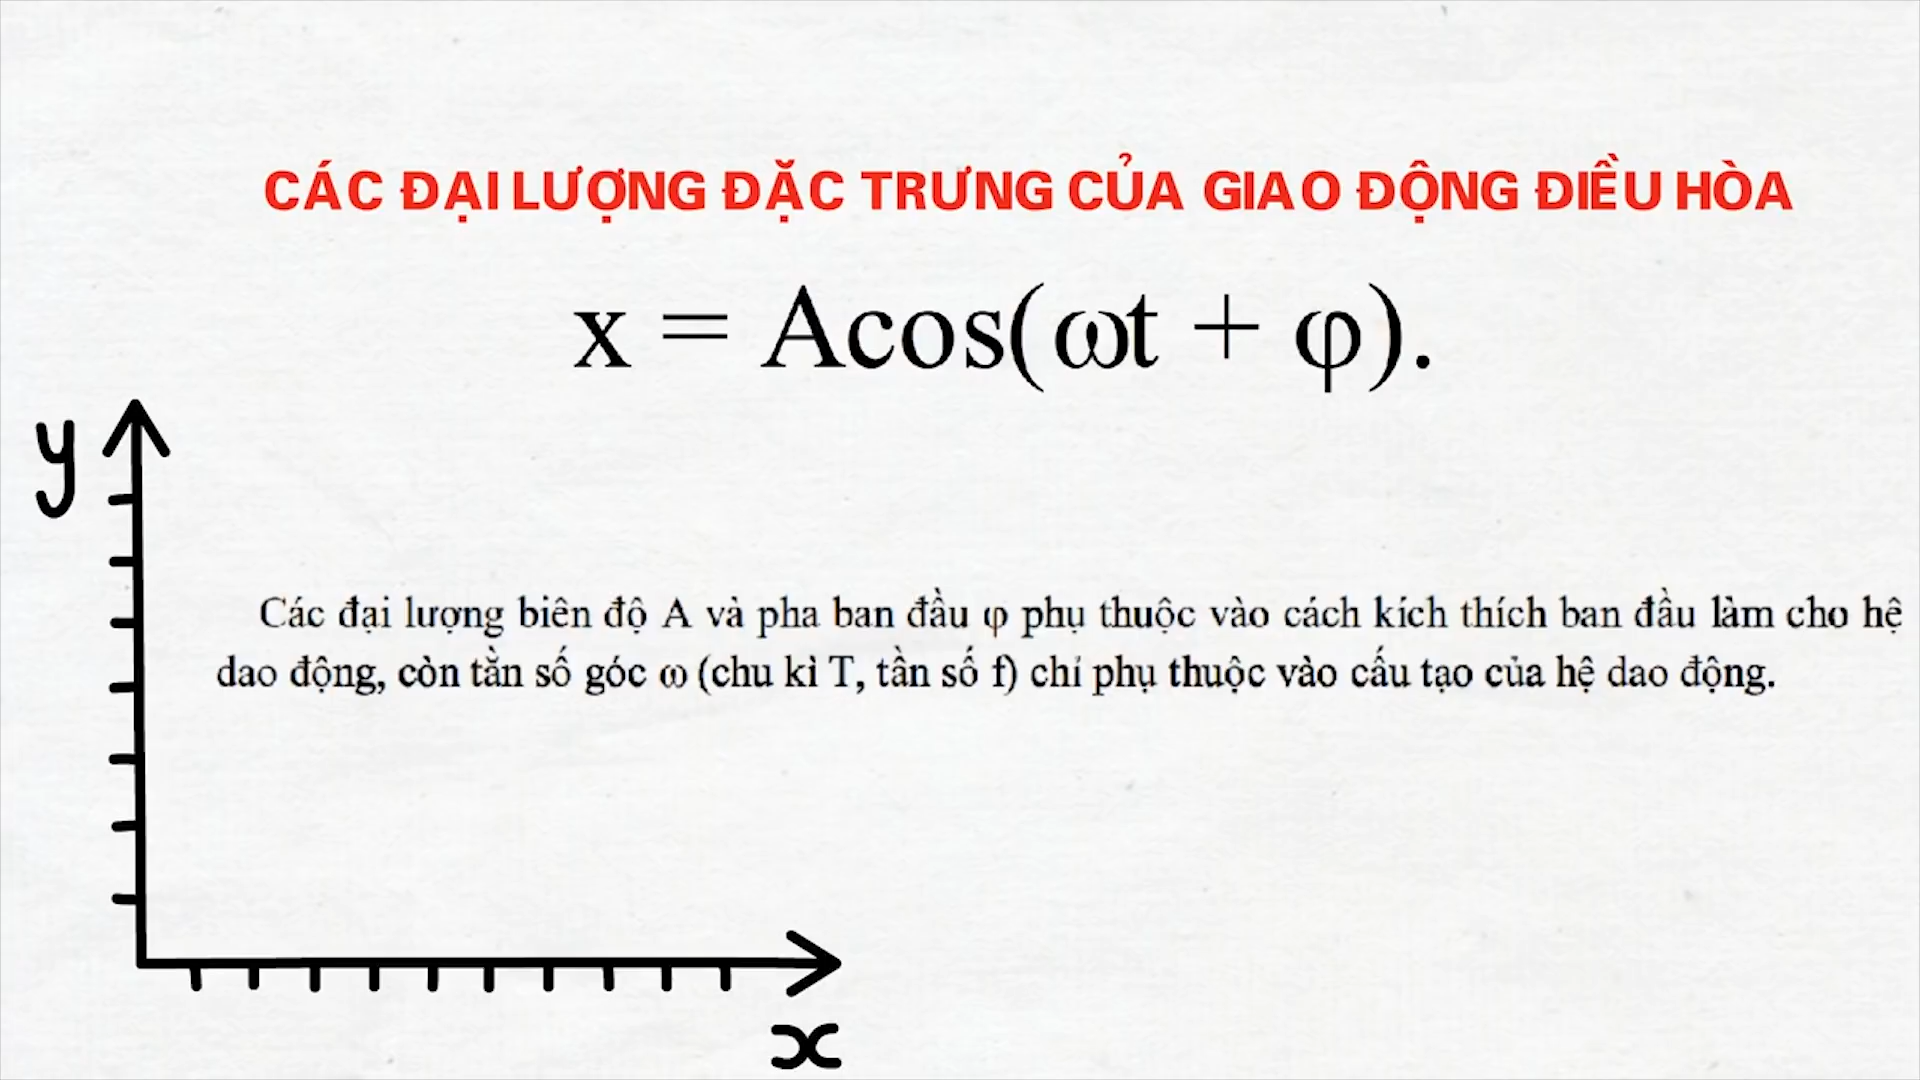 CÁC ĐẠI LƯỢNG ĐẶC TRƯNG CỦA GIAO ĐỘNG ĐIỀU HÒA
x = Acos(ωt + φ).
y
Các đại lượng biên độ A và pha ban đầu φ phụ thuộc vào cách kích thích ban đầu làm cho hệ
dao động, còn tần số góc ω (chu kì T, tần số f) chỉ phụ thuộc vào cấu tạo của hệ dao động.
x